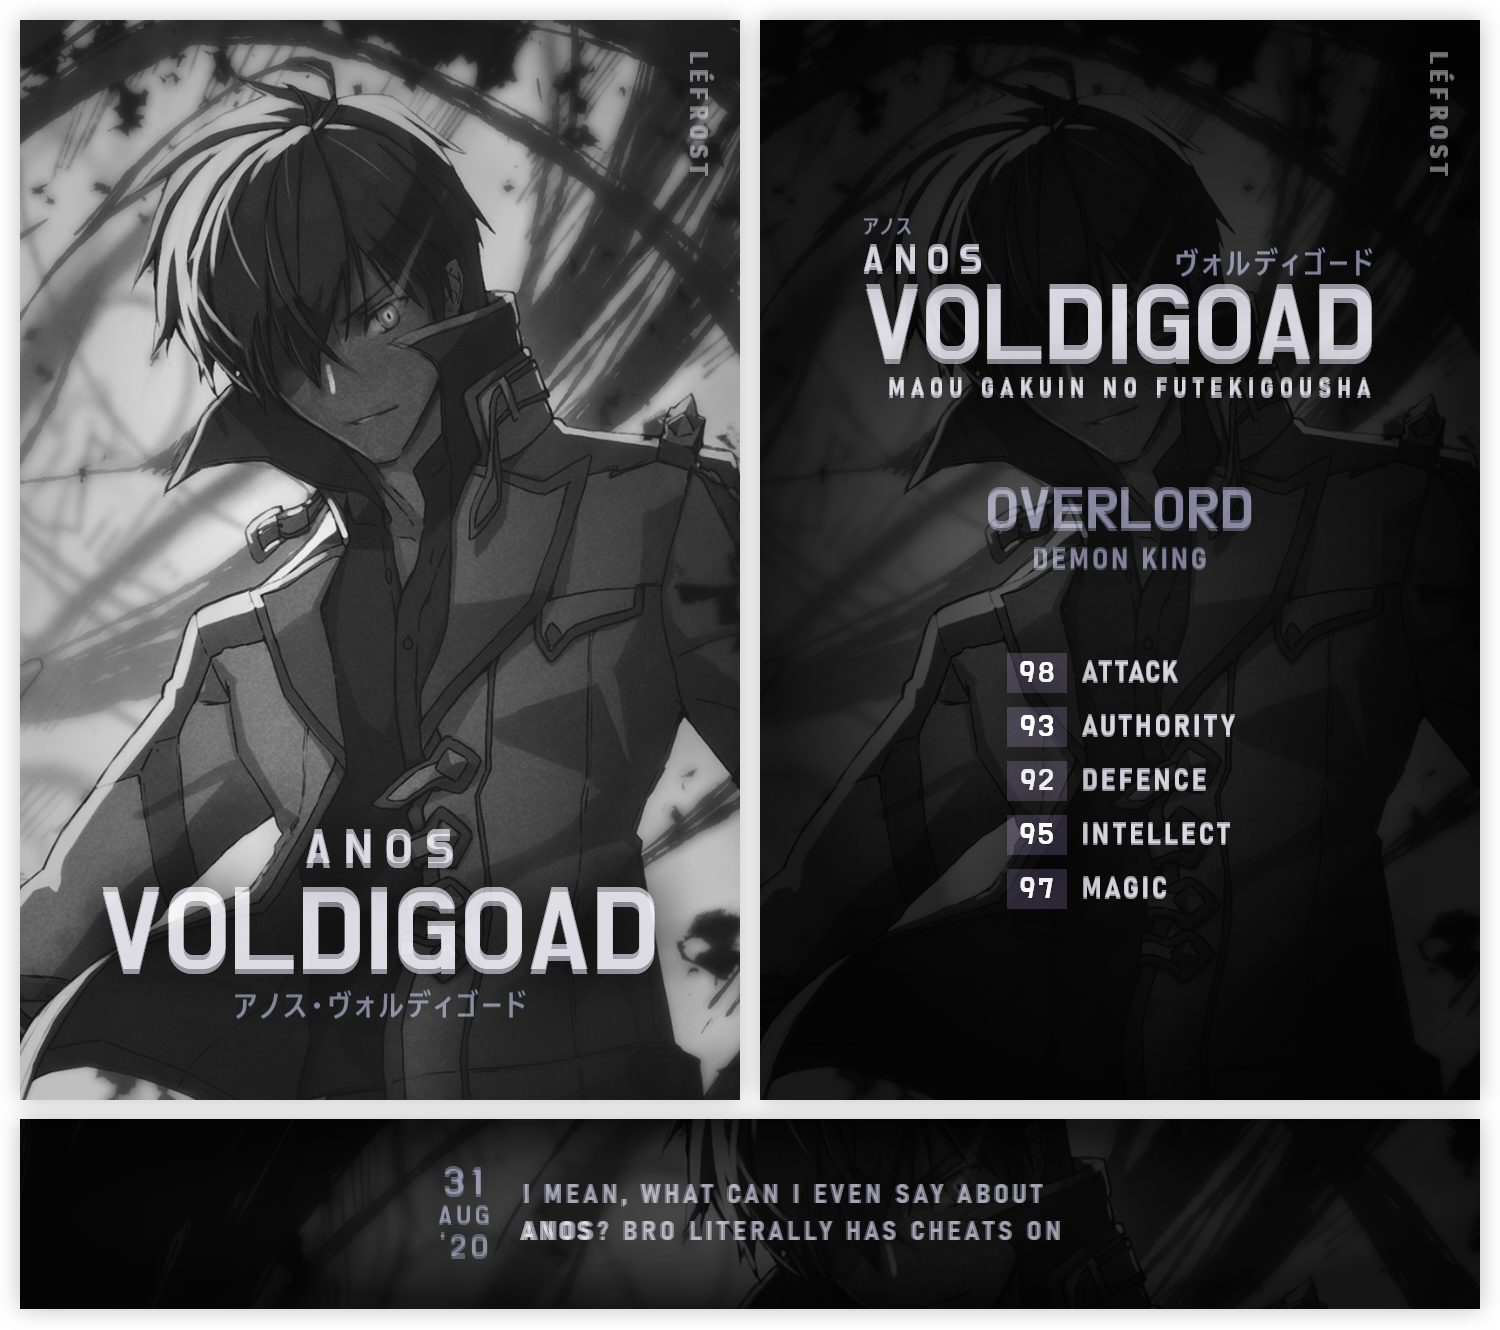 LÉFROST
ANOS
VOLDIGOAD
アノス・ヴォルディゴード
LÉFROST
アノス
ANOS
ヴォルディゴード
VOLDIGOAD
MAOU GAKUIN NO FUTEKIGOUSHA
OVERLORD
DEMON KING
98 ATTACK
93 AUTHORITY
92 DEFENCE
95 INTELLECT
97 MAGIC
31
AUG
'20
I MEAN, WHAT CAN I EVEN SAY ABOUT
ANOS? BRO LITERALLY HAS CHEATS ON